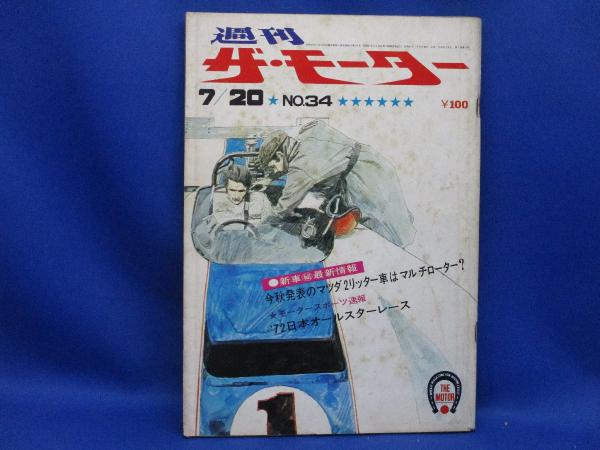 週刊
ザ・モーター
7/20 ★ NO.34 ★★★★★★ ¥100
●新車㊙最新情報
今秋発表のマツダ2リッター車はマルチローター?
★モータースポーツ速報
'72日本オールスターレース
THE
MOTOR
1